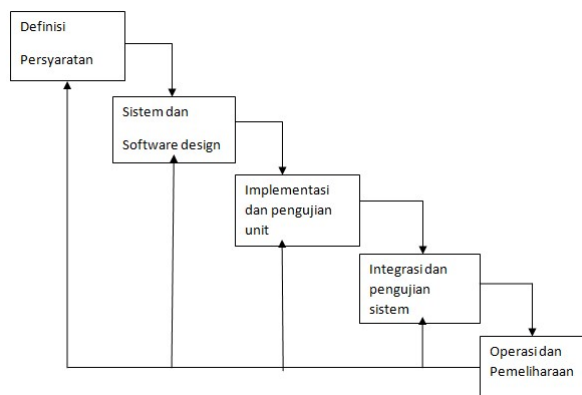 Definisi
Persyaratan
Sistem dan
Software design
Implementasi
dan pengujian
unit
Integrasi dan
pengujian
sistem
Operasi dan
Pemeliharaan